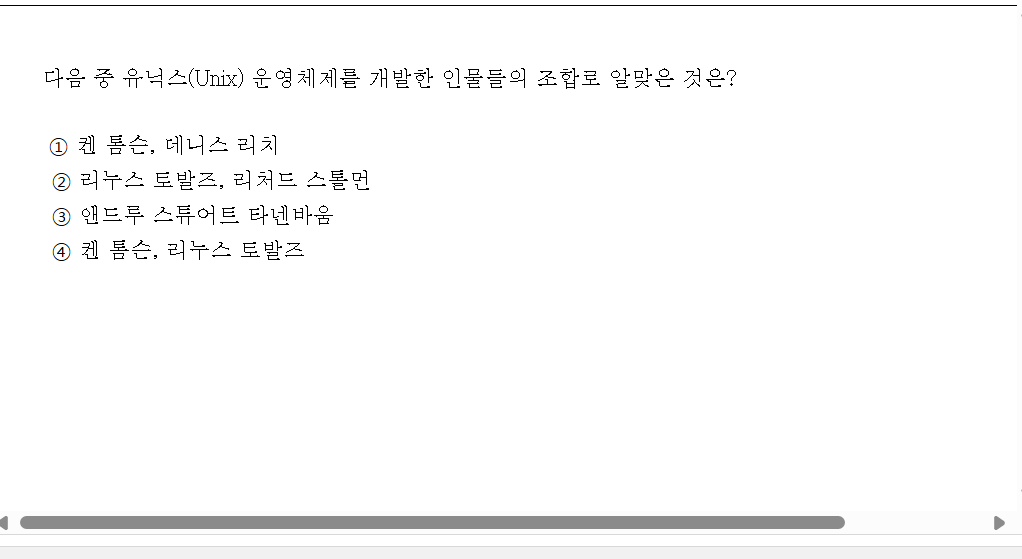 다음 중 유닉스(Unix) 운영체제를 개발한 인물들의 조합로 알맞은 것은?
① 켄 톰슨, 데니스 리치
② 리누스 토발즈, 리처드 스톨먼
③ 앤드루 스튜어트 타넨바움
④ 켄 톰슨, 리누스 토발즈